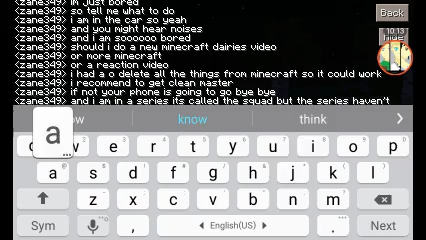 <zane349> im Just bored
<zane349> so tell me what to do
<zane349> i am in the car so yeah
<zane349> and you might hear noises
<zane349> and i am soooooo bored
<zane349> should i do a new minecraft dairies video
<zane349> or more minecraft
<zane349> or a reaction video
<zane349> i had a o delete all the things from minecraft so it could work
<zane349> i recommend to get clean master
<zane349> if not your phone is going to go bye bye
<zane349> and i am in a series its called the squad but the series haven't
Back
10:13
know
think
a
e r t y u i o p
a s d f g h j k l
z x c v b n m
Sym , English(US) . Next